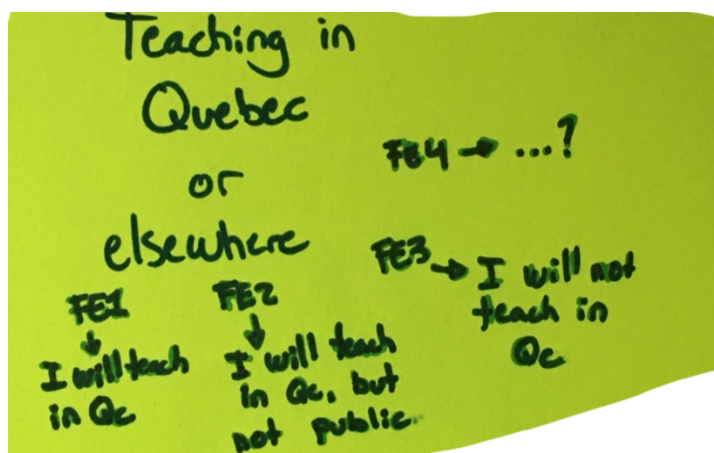 Teaching in
Quebec
or
elsewhere
FE1
↓
I will teach
in Qc
FE2
↓
I will teach
in Qc, but
not public
FE3 → I will not
teach in
Qc
FE4 → ...?